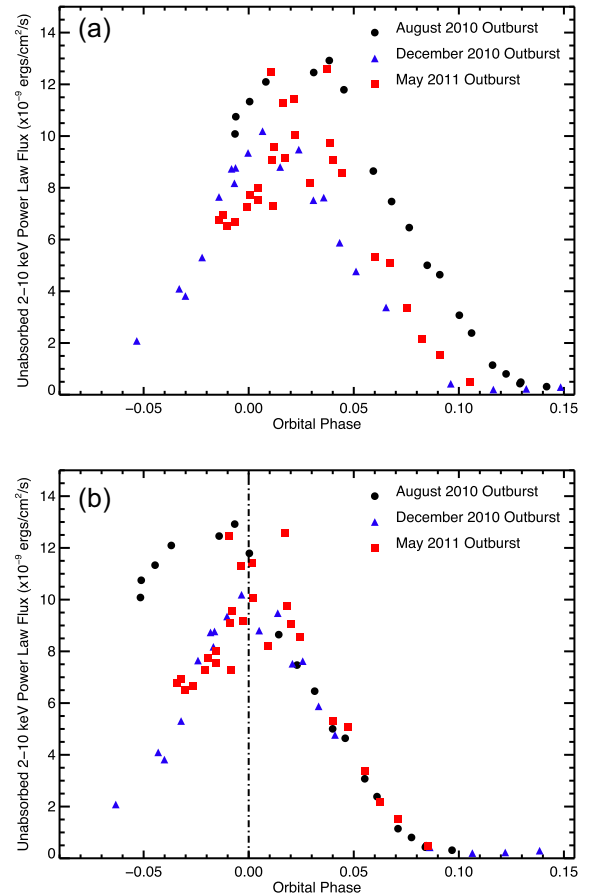 (a)
August 2010 Outburst
December 2010 Outburst
May 2011 Outburst
Unabsorbed 2−10 keV Power Law Flux (x10⁻⁹ ergs/cm²/s)
14
12
10
8
6
4
2
0
−0.05 0.00 0.05 0.10 0.15
Orbital Phase
(b)
August 2010 Outburst
December 2010 Outburst
May 2011 Outburst
Unabsorbed 2−10 keV Power Law Flux (x10⁻⁹ ergs/cm²/s)
14
12
10
8
6
4
2
0
−0.05 0.00 0.05 0.10 0.15
Orbital Phase